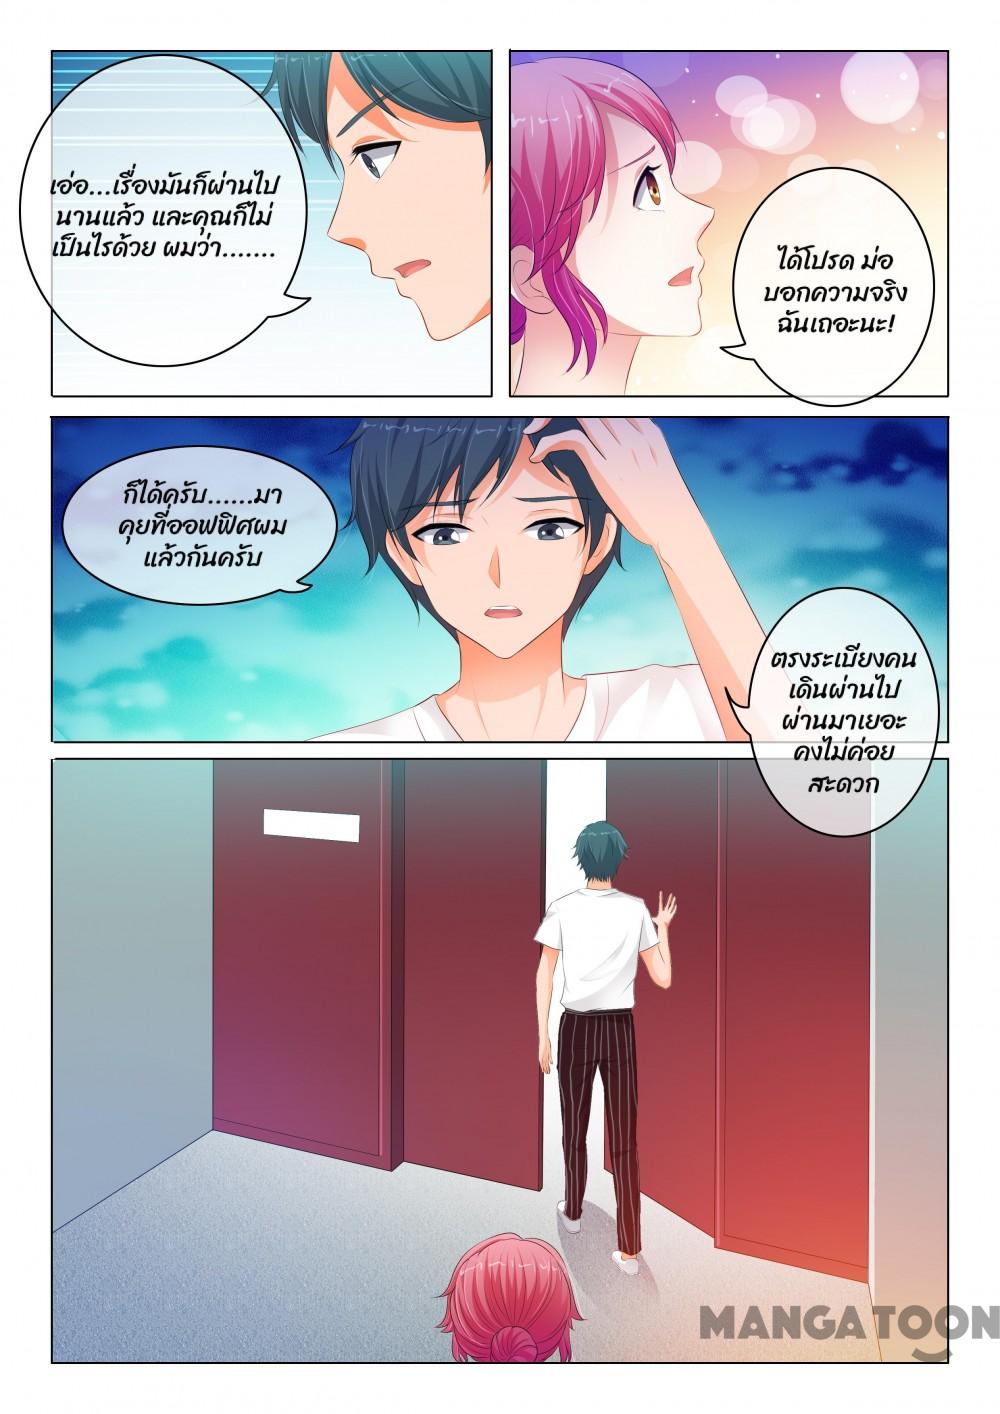 เอ่อ...เรื่องมันก็ผ่านไป
นานแล้ว และคุณก็ไม่
เป็นไรด้วย ผมว่า.......
ได้โปรด ม่อ
บอกความจริง
ฉันเถอะนะ!
ก็ได้ครับ......มา
คุยที่ออฟฟิศผม
แล้วกันครับ
ตรงระเบียงคน
เดินผ่านไป
ผ่านมาเยอะ
คงไม่ค่อย
สะดวก
MANGATOON